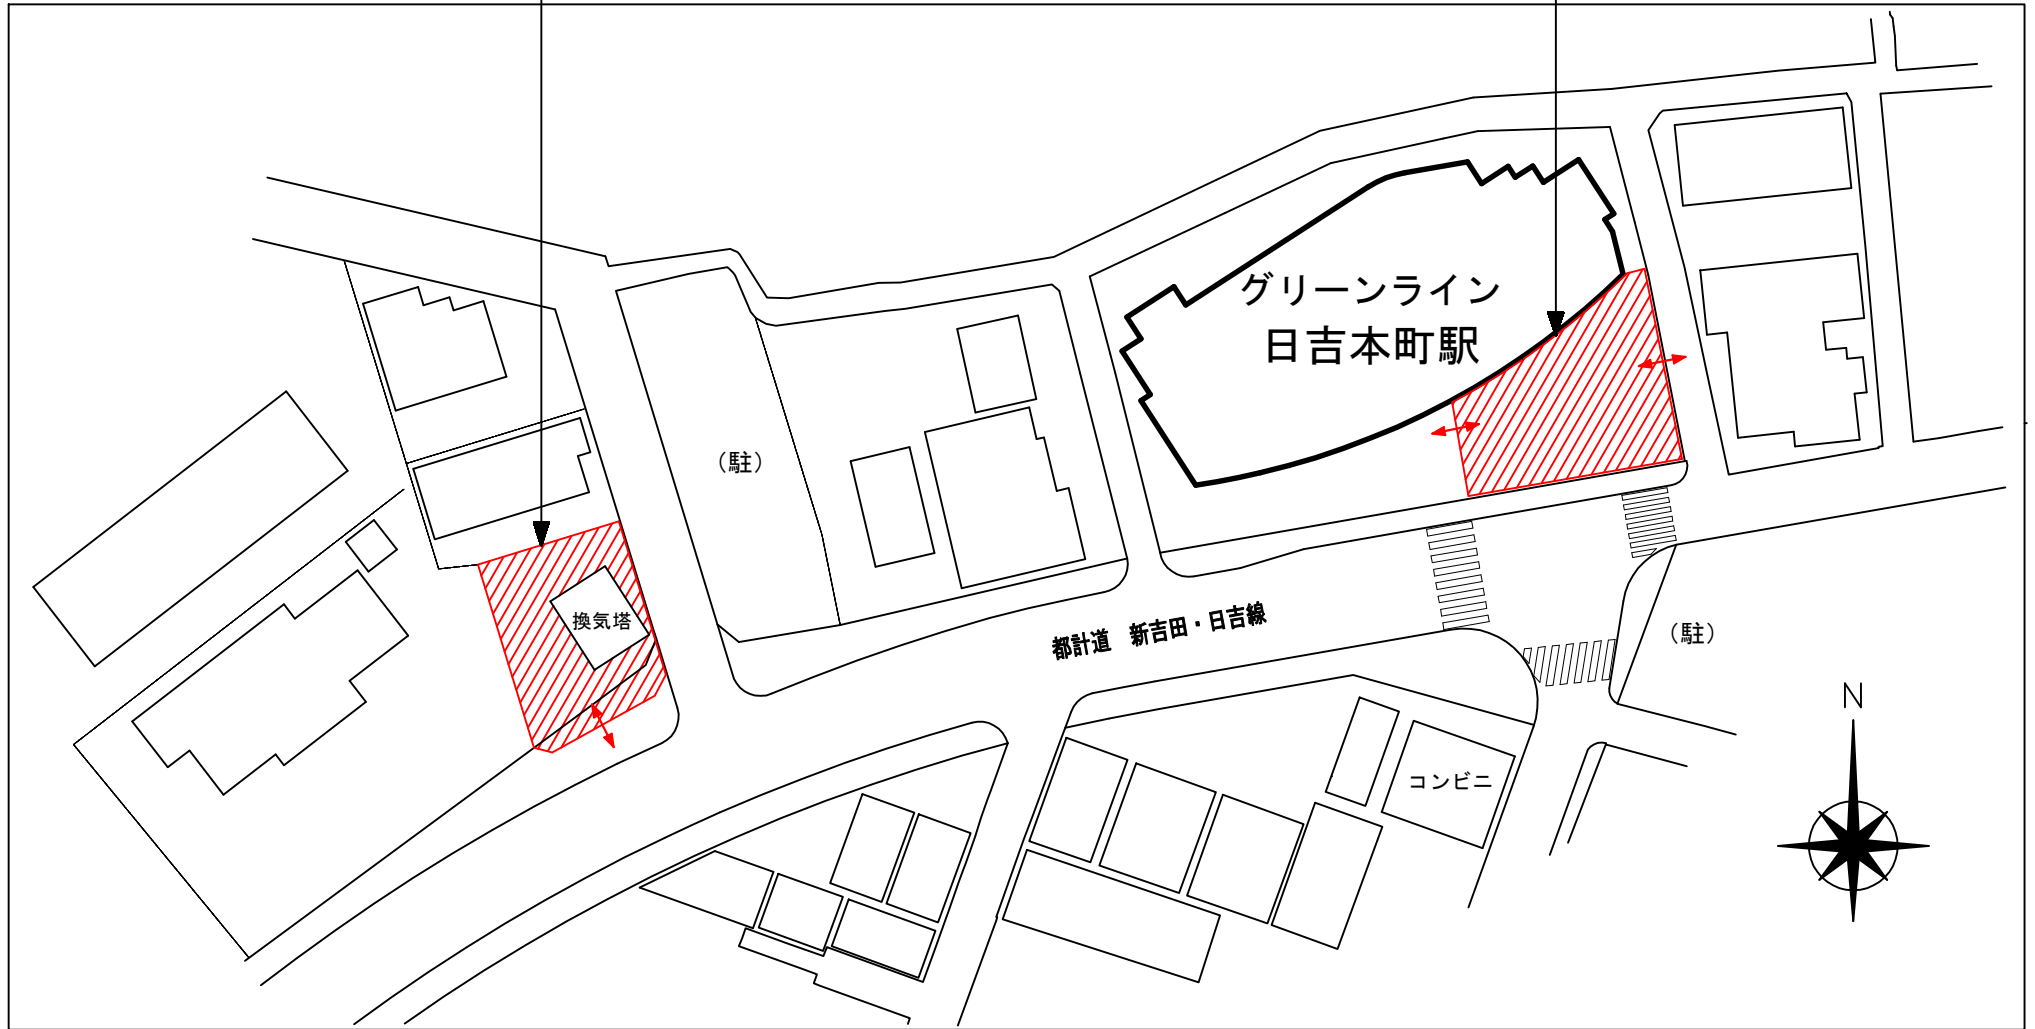 グリーンライン
日吉本町駅
（駐）
換気塔
都計道　新吉田・日吉線
（駐）
コンビニ
N